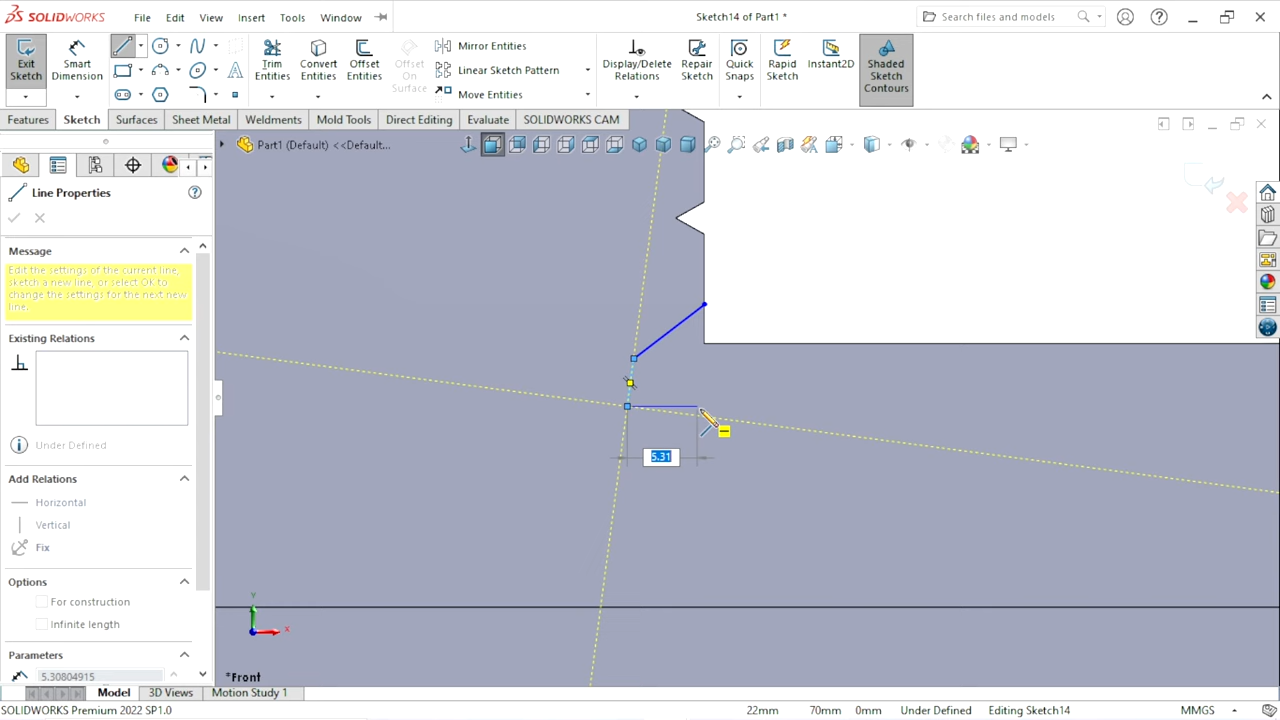 SOLIDWORKS File Edit View Insert Tools Window Sketch14 of Part1 * Search files and models
Exit Sketch
Smart Dimension
Trim Entities
Convert Entities
Offset Entities
Offset On Surface
Mirror Entities
Linear Sketch Pattern
Move Entities
Display/Delete Relations
Repair Sketch
Quick Snaps
Rapid Sketch
Instant2D
Shaded Sketch Contours
Features Sketch Surfaces Sheet Metal Weldments Mold Tools Direct Editing Evaluate SOLIDWORKS CAM
Part1 (Default) <<Default...
Line Properties
Message
Edit the settings of the current line, sketch a new line, or select OK to change the settings for the next new line.
Existing Relations
Under Defined
Add Relations
Horizontal
Vertical
Fix
Options
For construction
Infinite length
Parameters
5.30804915
5.31
Y
X
*Front
Model 3D Views Motion Study 1
SOLIDWORKS Premium 2022 SP1.0 22mm 70mm 0mm Under Defined Editing Sketch14 MMGS